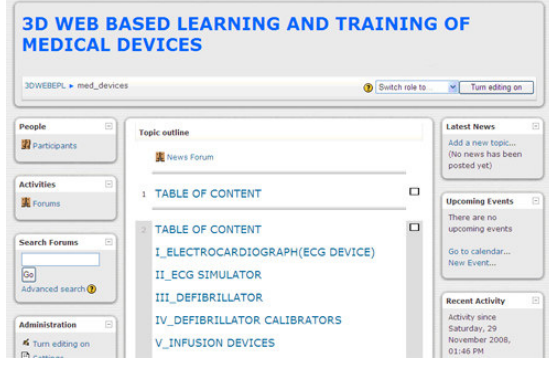 3D WEB BASED LEARNING AND TRAINING OF
MEDICAL DEVICES
3DWEBEPL ► med_devices
Switch role to...
Turn editing on
People
Participants
Activities
Forums
Search Forums
Go
Advanced search
Administration
Turn editing on
Settings
Topic outline
News Forum
1 TABLE OF CONTENT
2 TABLE OF CONTENT
I_ELECTROCARDIOGRAPH(ECG DEVICE)
II_ECG SIMULATOR
III_DEFIBRILLATOR
IV_DEFIBRILLATOR CALIBRATORS
V_INFUSION DEVICES
Latest News
Add a new topic...
(No news has been
posted yet)
Upcoming Events
There are no
upcoming events
Go to calendar...
New Event...
Recent Activity
Activity since
Saturday, 29
November 2008,
01:46 PM